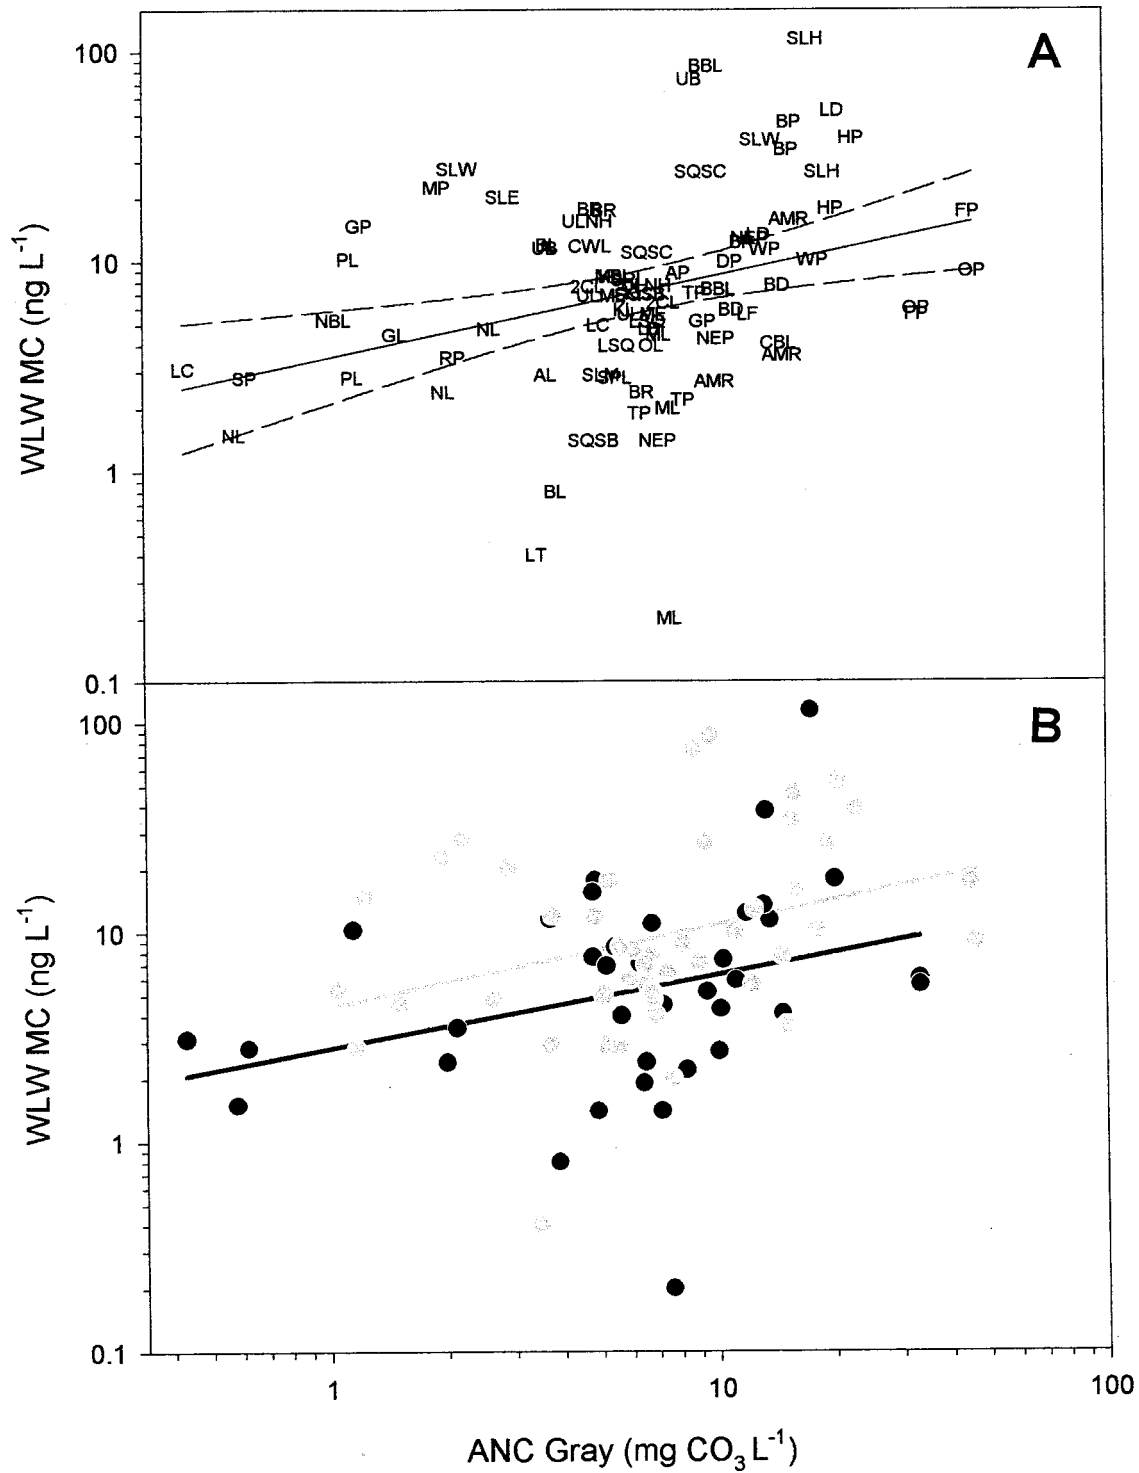 A
100
10
1
0.1
WLW MC (ng L-1)
SLH
BBL
UB
LD
BP
HP
SLW
BP
SLW
SQSC
SLH
MP
SLE
HP
FP
AMR
ULNH
GP
CWL
WP
SQSC
PL
DP
WP
AP
OP
BD
BBL
TP
2CL
NBL
BD
LF
GP
NL
LC
GL
NEP
CBL
LSQ
OL
RP
AMR
LC
SP
PL
AL
SLM
SPL
AMR
NL
BR
TP
ML
TP
NL
SQSB
NEP
BL
LT
ML
B
100
10
1
0.1
WLW MC (ng L-1)
1
10
100
ANC Gray (mg CO3 L-1)